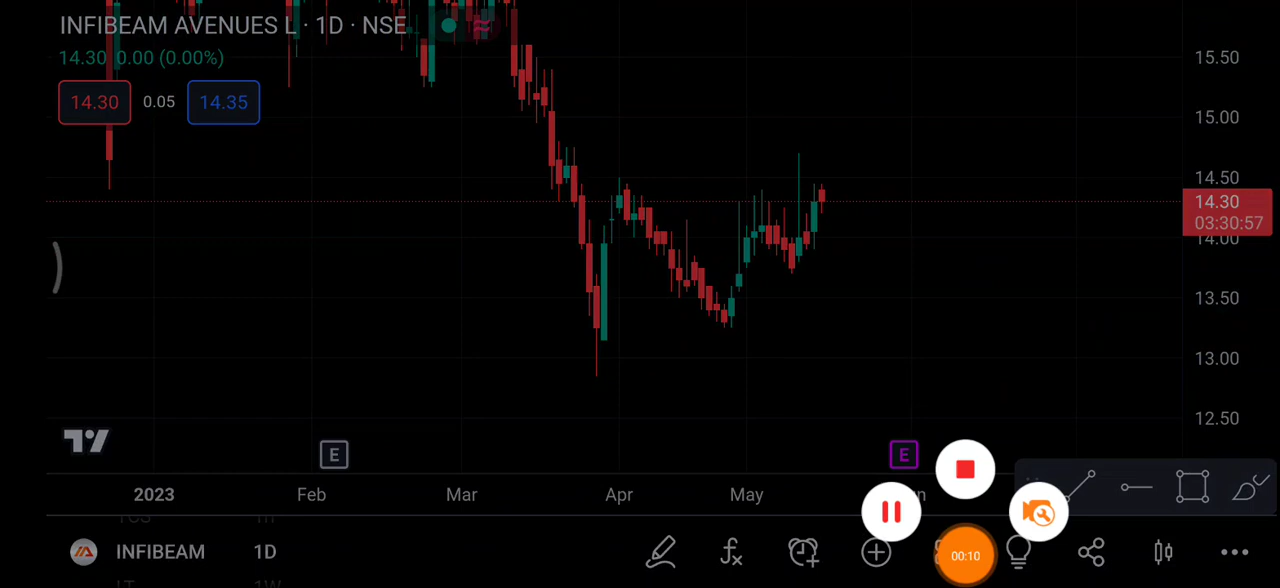 INFIBEAM AVENUES L · 1D · NSE
14.30 0.00 (0.00%)
14.30 0.05 14.35
15.50
15.00
14.50
14.30
03:30:57
14.00
13.50
13.00
12.50
E E
2023 Feb Mar Apr May
INFIBEAM 1D
00:10